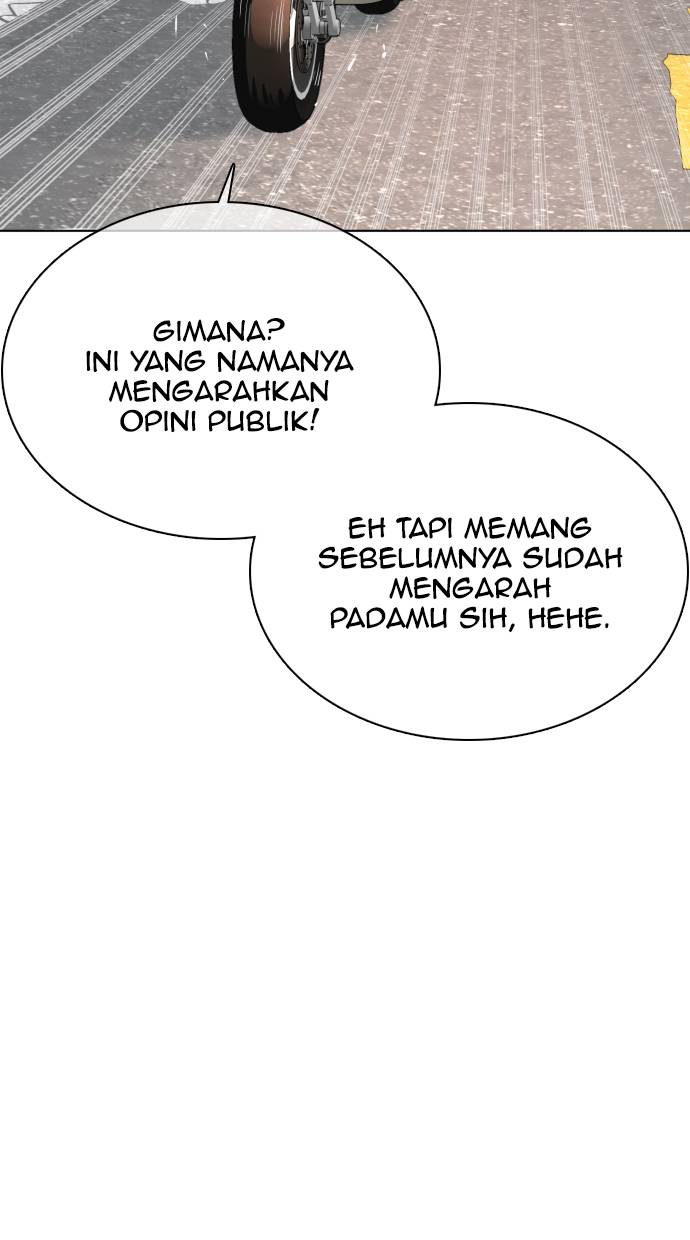 GIMANA?
INI YANG NAMANYA
MENGARAHKAN
OPINI PUBLIK!
EH TAPI MEMANG
SEBELUMNYA SUDAH
MENGARAH
PADAMU SIH, HEHE.